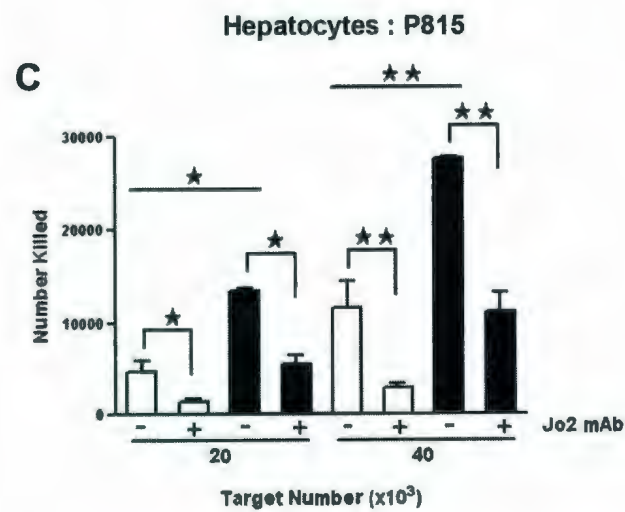 Hepatocytes : P815
C
★ ★
★ ★
30000
★
20000
★
★ ★
Number Killed
★
10000
0
- + - + - + - + Jo2 mAb
20 40
Target Number (x10³)